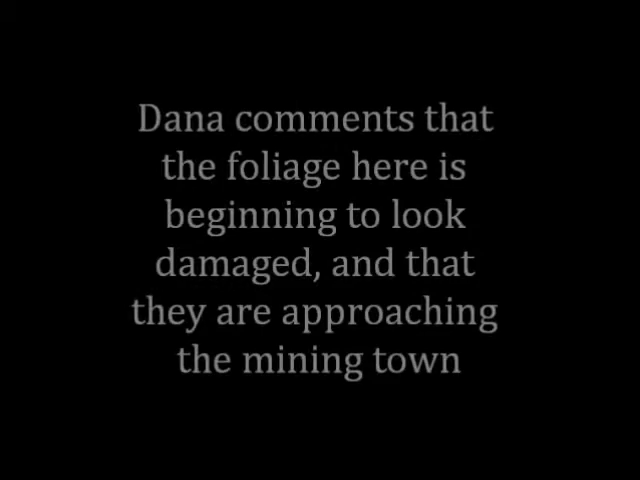 Dana comments that
the foliage here is
beginning to look
damaged, and that
they are approaching
the mining town